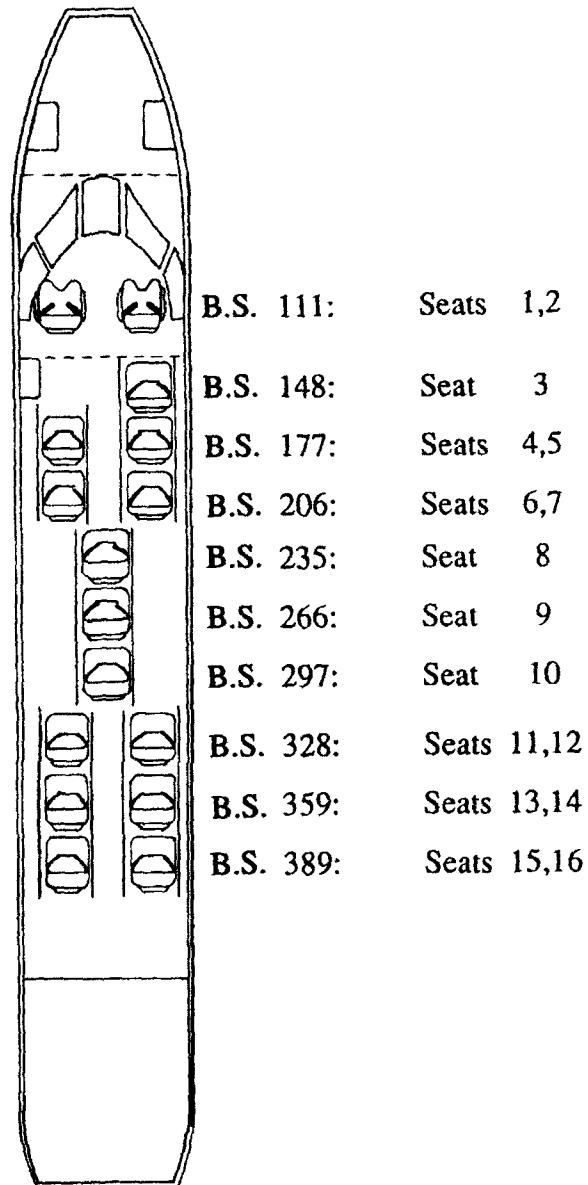 B.S. 111: Seats 1,2
B.S. 148: Seat 3
B.S. 177: Seats 4,5
B.S. 206: Seats 6,7
B.S. 235: Seat 8
B.S. 266: Seat 9
B.S. 297: Seat 10
B.S. 328: Seats 11,12
B.S. 359: Seats 13,14
B.S. 389: Seats 15,16